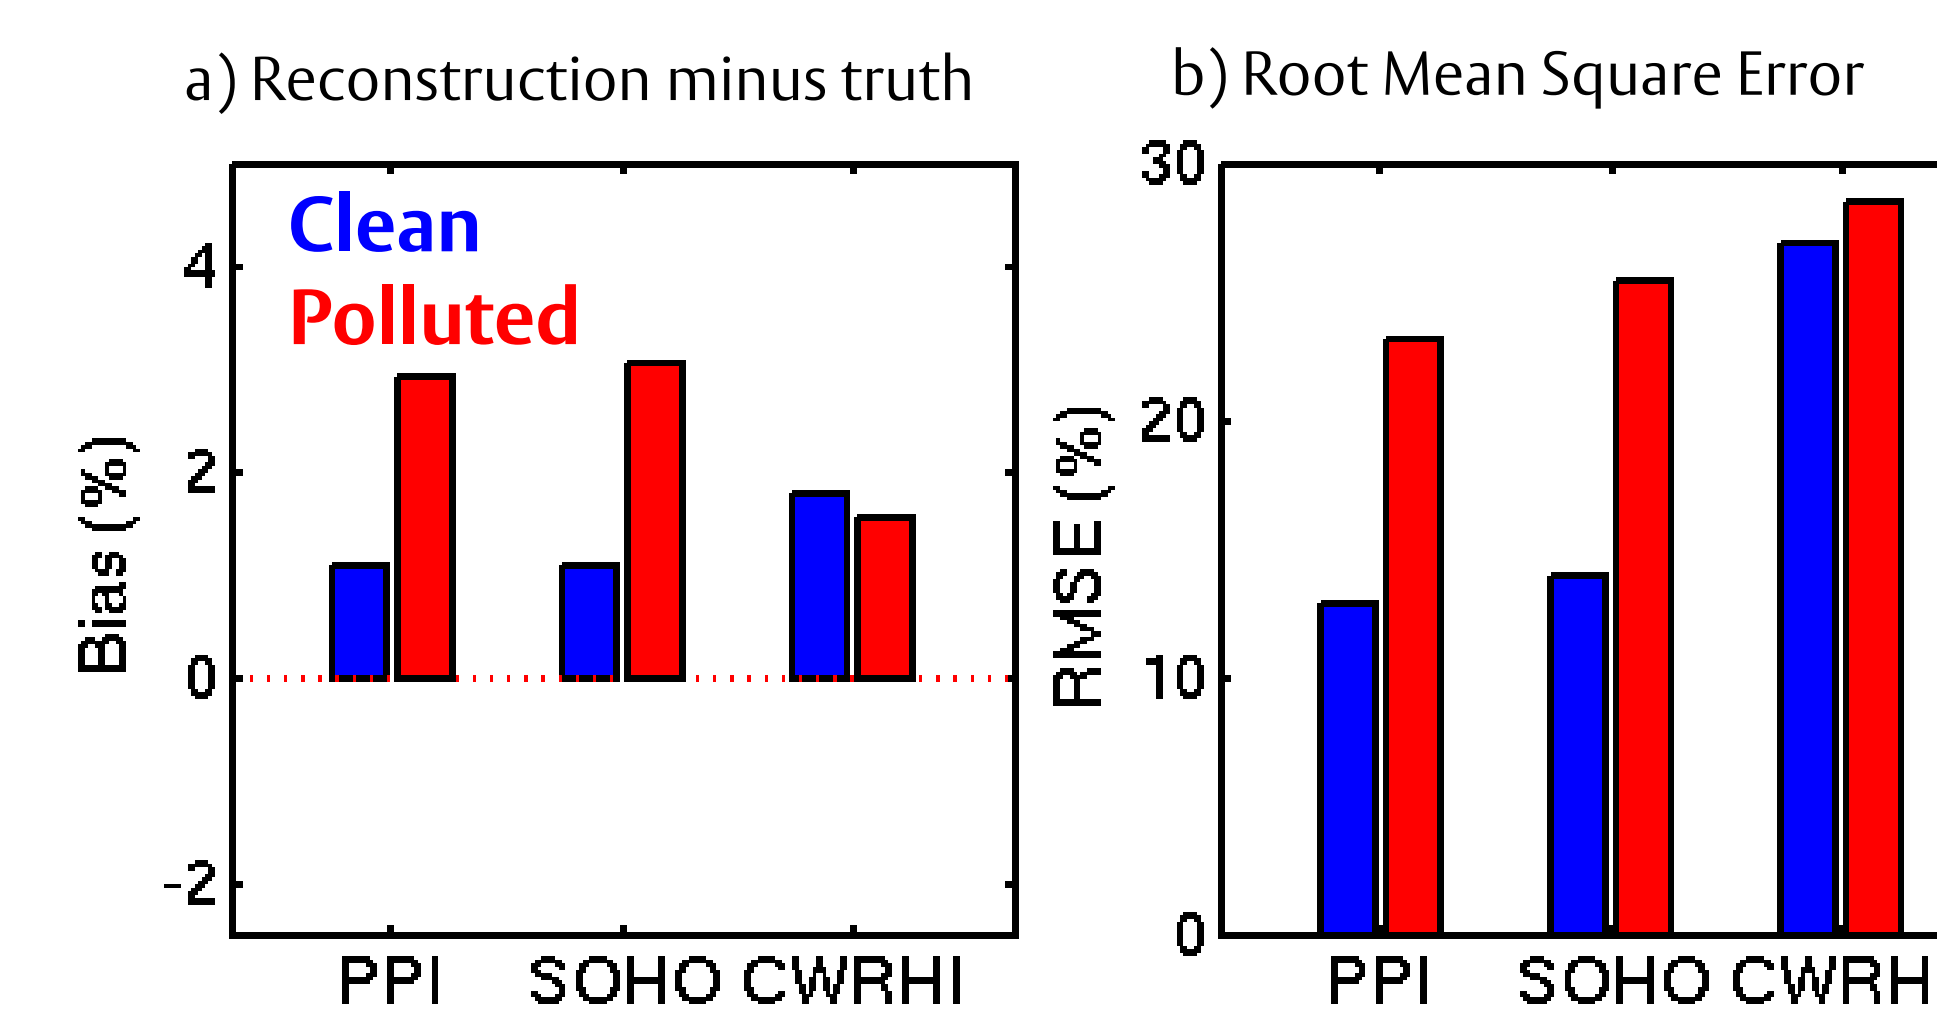 a) Reconstruction minus truth
Clean
Polluted
4
2
0
-2
Bias (%)
PPI SOHO CWRHI
b) Root Mean Square Error
30
20
10
0
RMSE (%)
PPI SOHO CWRH